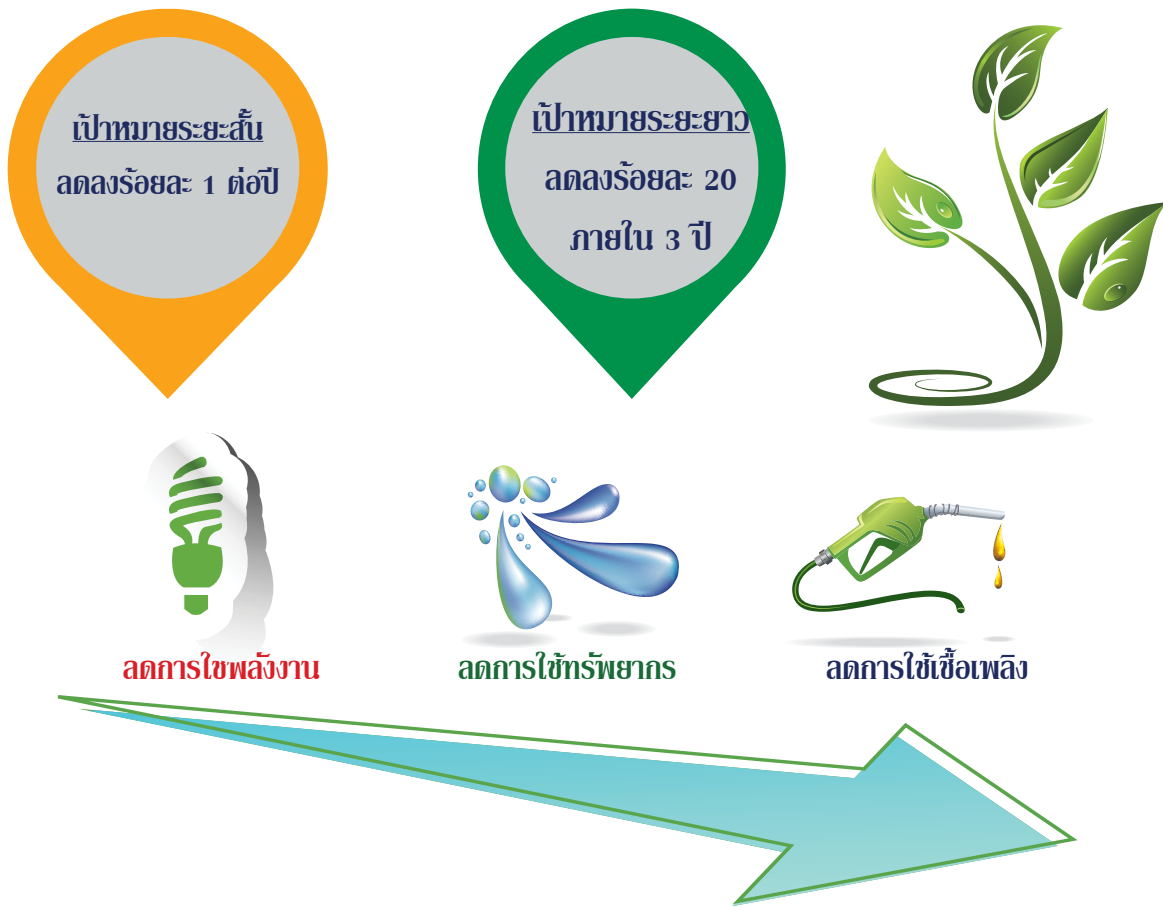 เป้าหมายระยะสั้น
ลดลงร้อยละ 1 ต่อปี
เป้าหมายระยะยาว
ลดลงร้อยละ 20
ภายใน 3 ปี
ลดการใชพลังงาน
ลดการใช้ทรัพยากร
ลดการใช้เชื้อเพลิง